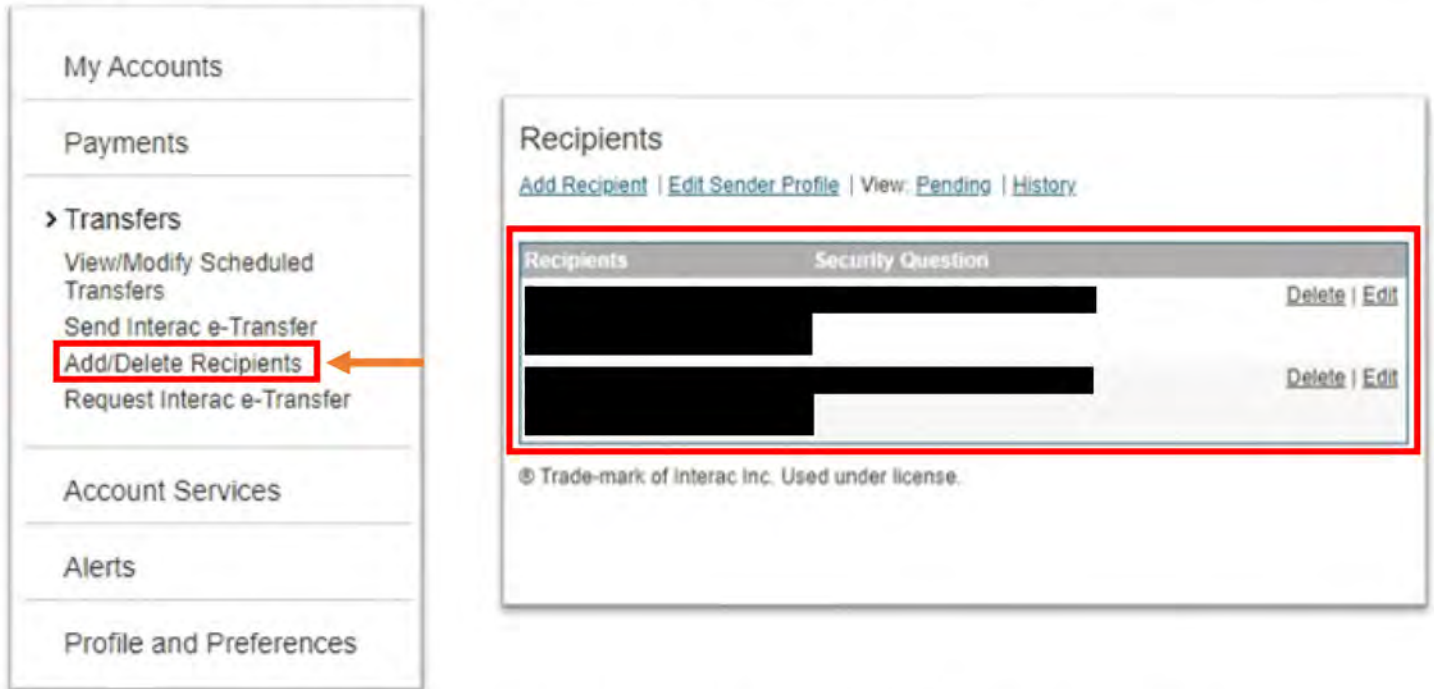 My Accounts
Payments
> Transfers
View/Modify Scheduled
Transfers
Send Interac e-Transfer
Add/Delete Recipients
Request Interac e-Transfer
Account Services
Alerts
Profile and Preferences
Recipients
Add Recipient | Edit Sender Profile | View: Pending | History
Recipients Security Question
Delete | Edit
Delete | Edit
® Trade-mark of Interac Inc. Used under license.